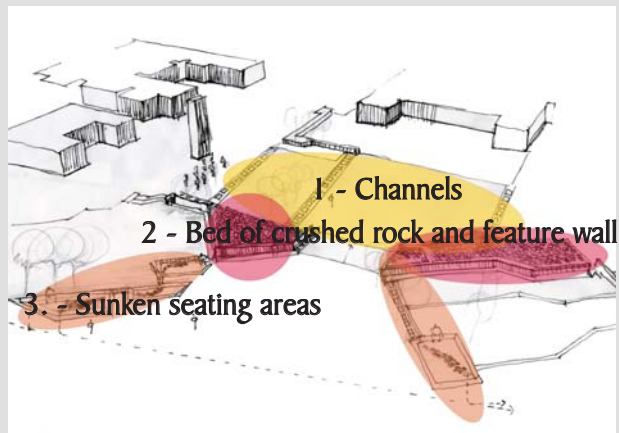 1 - Channels
2 - Bed of crushed rock and feature wall
3. - Sunken seating areas